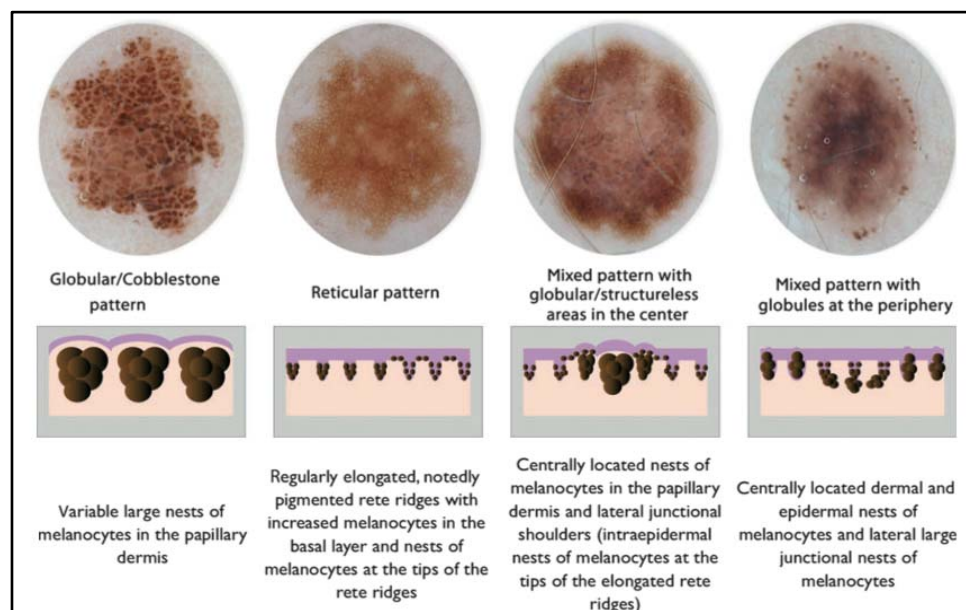 Globular/Cobblestone
pattern
Reticular pattern
Mixed pattern with
globular/structureless
areas in the center
Mixed pattern with
globules at the periphery
Variable large nests of
melanocytes in the papillary
dermis
Regularly elongated, notedly
pigmented rete ridges with
increased melanocytes in the
basal layer and nests of
melanocytes at the tips of the
rete ridges
Centrally located nests of
melanocytes in the papillary
dermis and lateral junctional
shoulders (intraepidermal
nests of melanocytes at the
tips of the elongated rete
ridges)
Centrally located dermal and
epidermal nests of
melanocytes and lateral large
junctional nests of
melanocytes